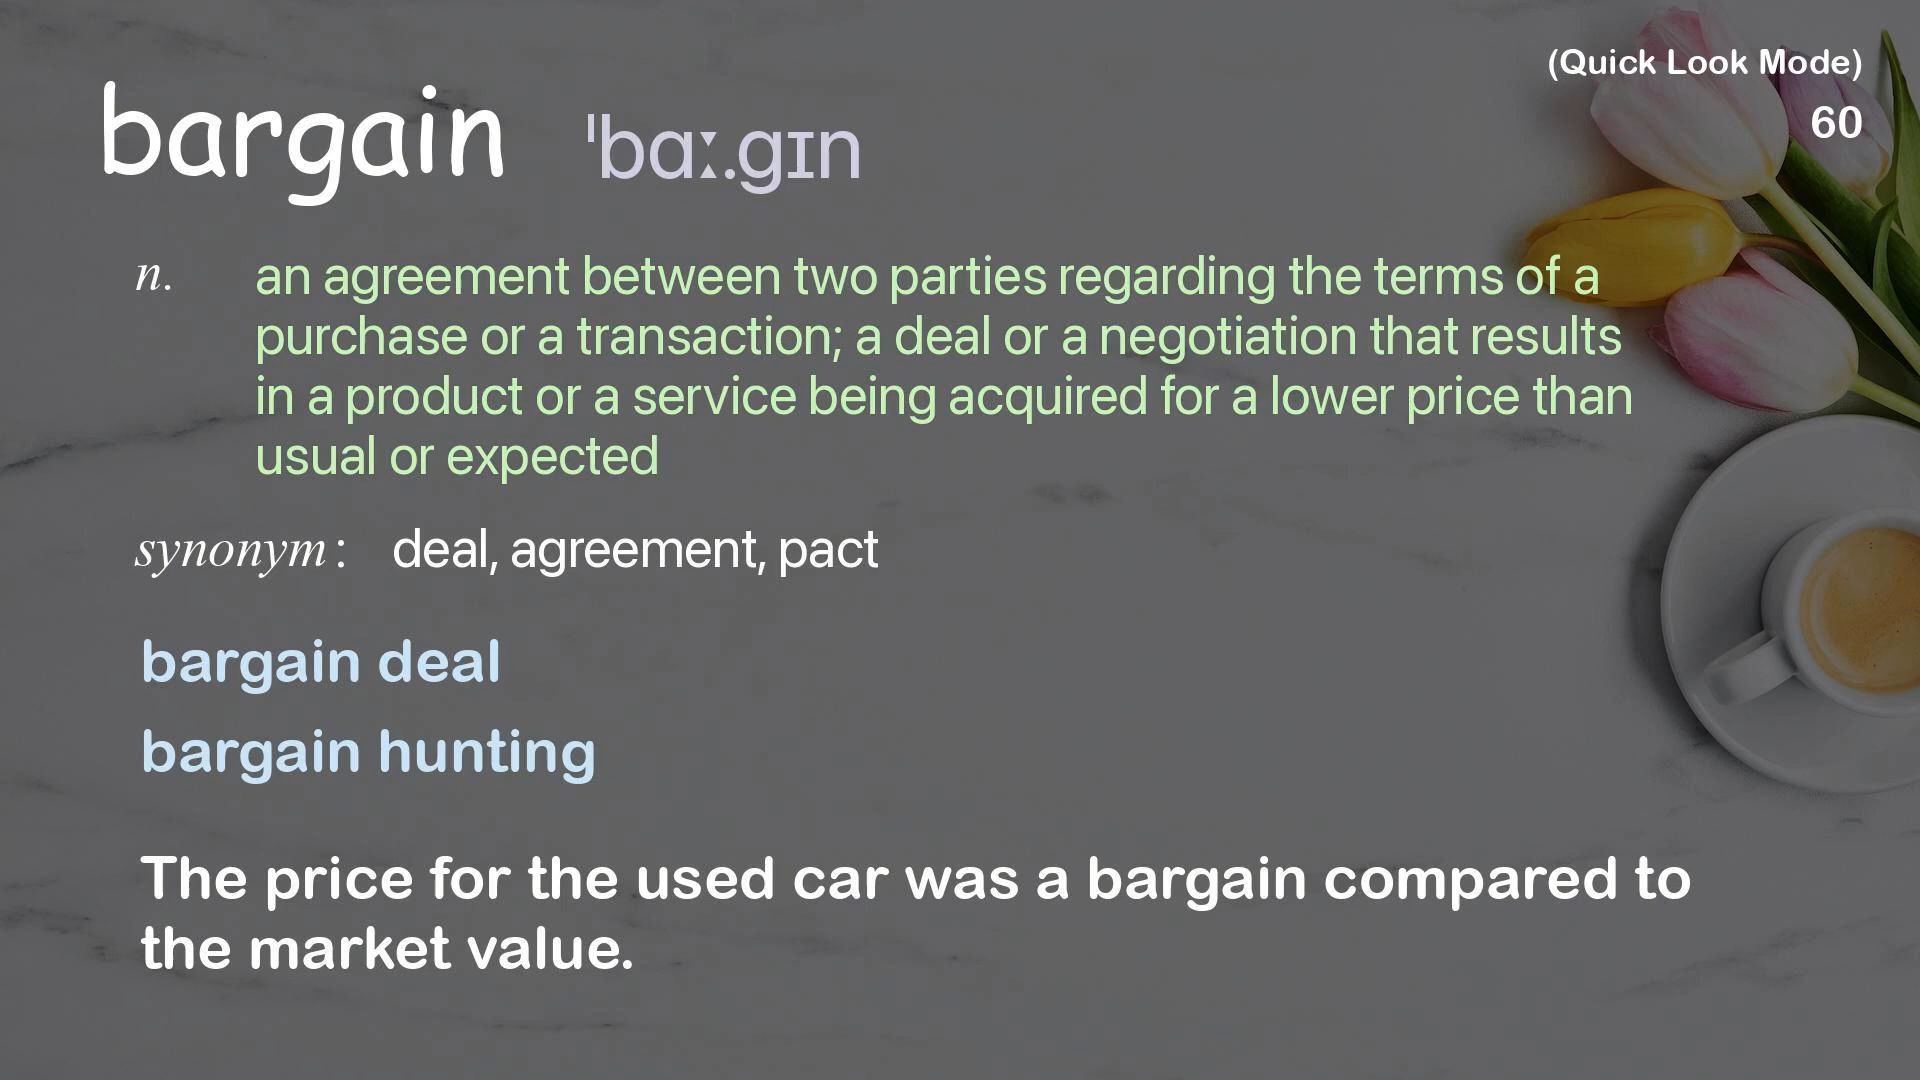 (Quick Look Mode)
60
bargain ˈbɑː.gɪn
n. an agreement between two parties regarding the terms of a
purchase or a transaction; a deal or a negotiation that results
in a product or a service being acquired for a lower price than
usual or expected
synonym: deal, agreement, pact
bargain deal
bargain hunting
The price for the used car was a bargain compared to
the market value.